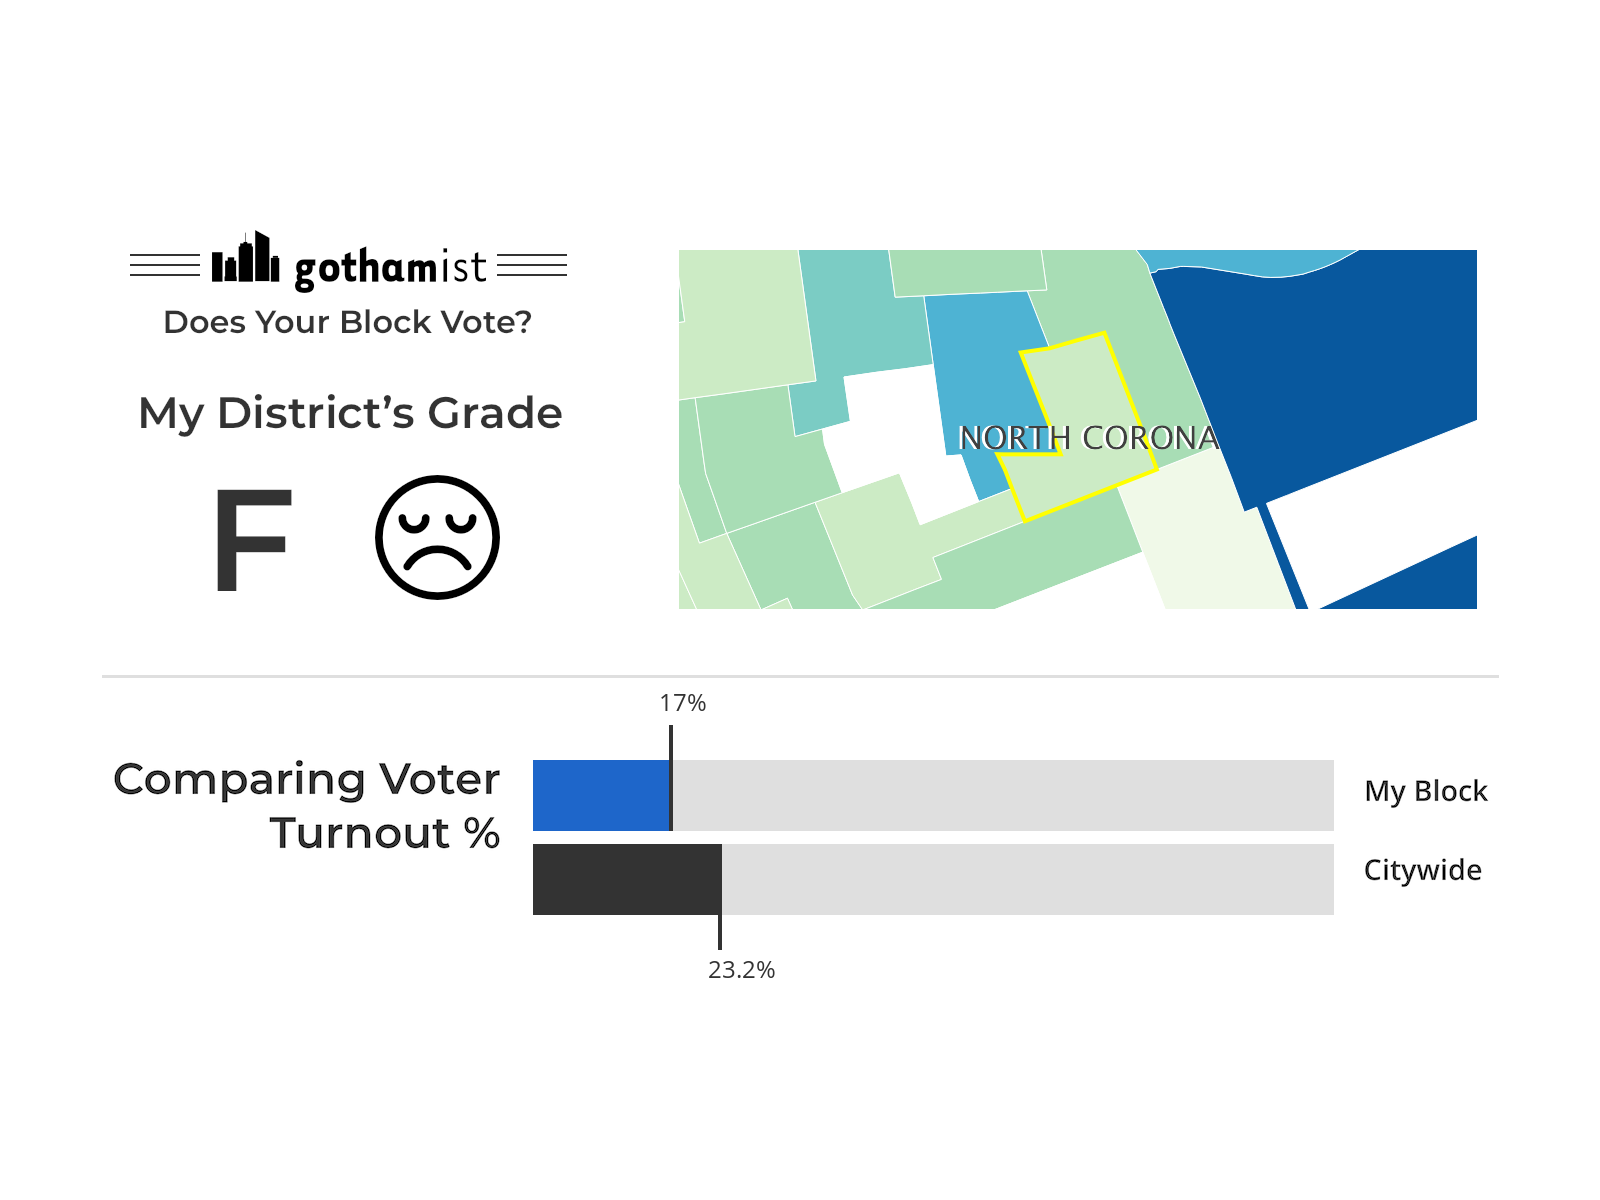 gothamist
Does Your Block Vote?
My District’s Grade
F
NORTH CORONA
17%
Comparing Voter
Turnout %
My Block
Citywide
23.2%